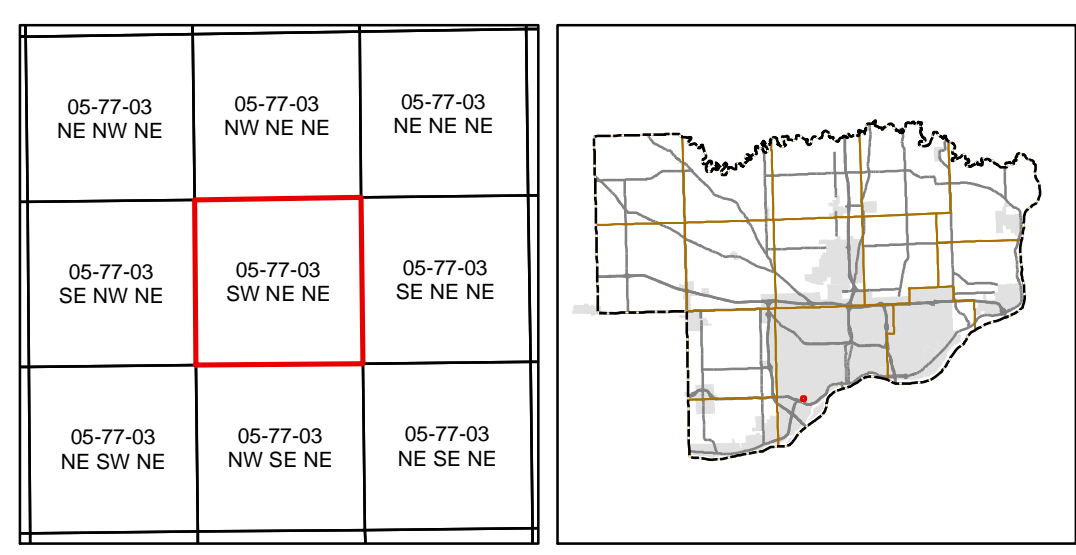 05-77-03
NE NW NE
05-77-03
NW NE NE
05-77-03
NE NE NE
05-77-03
SE NW NE
05-77-03
SW NE NE
05-77-03
SE NE NE
05-77-03
NE SW NE
05-77-03
NW SE NE
05-77-03
NE SE NE